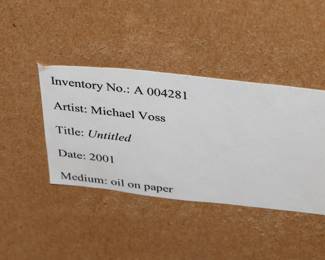 Inventory No.: A 004281
Artist: Michael Voss
Title: Untitled
Date: 2001
Medium: oil on paper